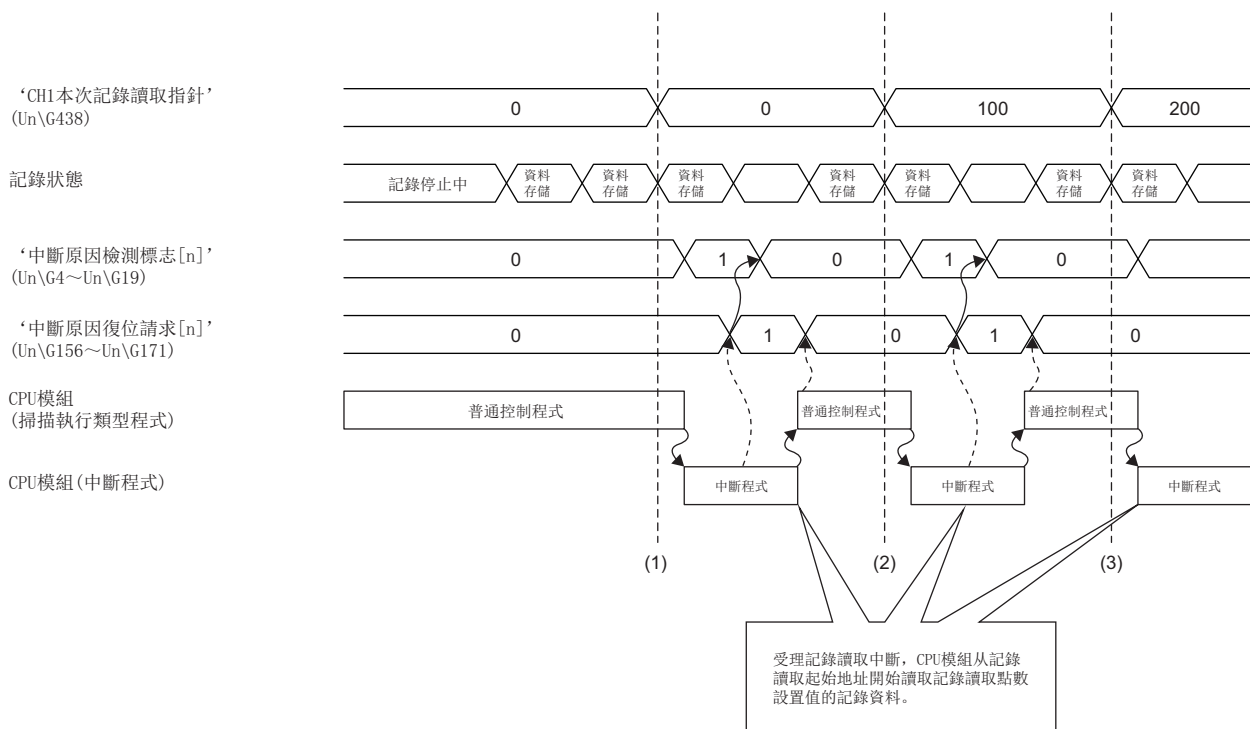 ‘CH1本次記錄讀取指針’
(Un\G438)
0
0
100
200
記錄狀態
記錄停止中
資料
存儲
資料
存儲
資料
存儲
資料
存儲
資料
存儲
資料
存儲
資料
存儲
‘中斷原因檢測標志[n]’
(Un\G4～Un\G19)
0
1
0
1
0
‘中斷原因復位請求[n]’
(Un\G156～Un\G171)
0
1
0
1
0
CPU模組
(掃描執行類型程式)
普通控制程式
普通控制程式
普通控制程式
CPU模組(中斷程式)
中斷程式
中斷程式
中斷程式
(1)
(2)
(3)
受理記錄讀取中斷，CPU模組从記錄
讀取起始地址開始讀取記錄讀取點數
設置值的記錄資料。